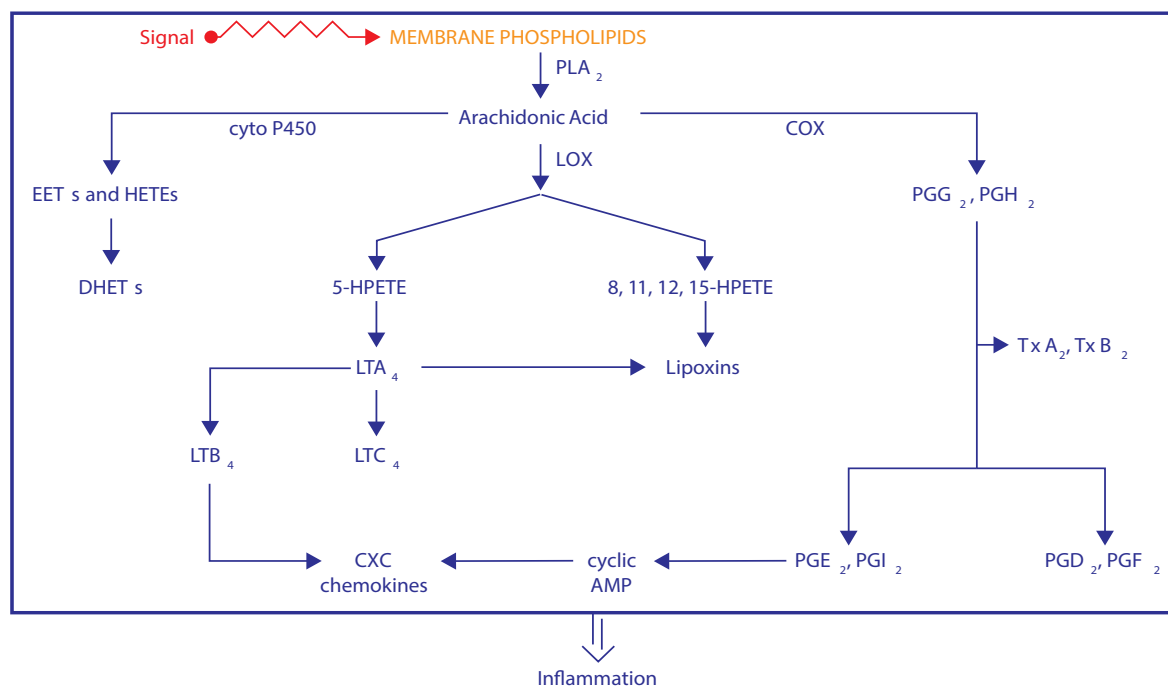 Signal MEMBRANE PHOSPHOLIPIDS
PLA 2
Arachidonic Acid
cyto P450 COX
LOX
EET s and HETEs PGG 2 , PGH 2
DHET s 5-HPETE 8, 11, 12, 15-HPETE
Tx A2, Tx B 2
LTA 4 Lipoxins
LTB 4 LTC 4
CXC cyclic PGE 2, PGI 2 PGD 2, PGF 2
chemokines AMP
Inflammation